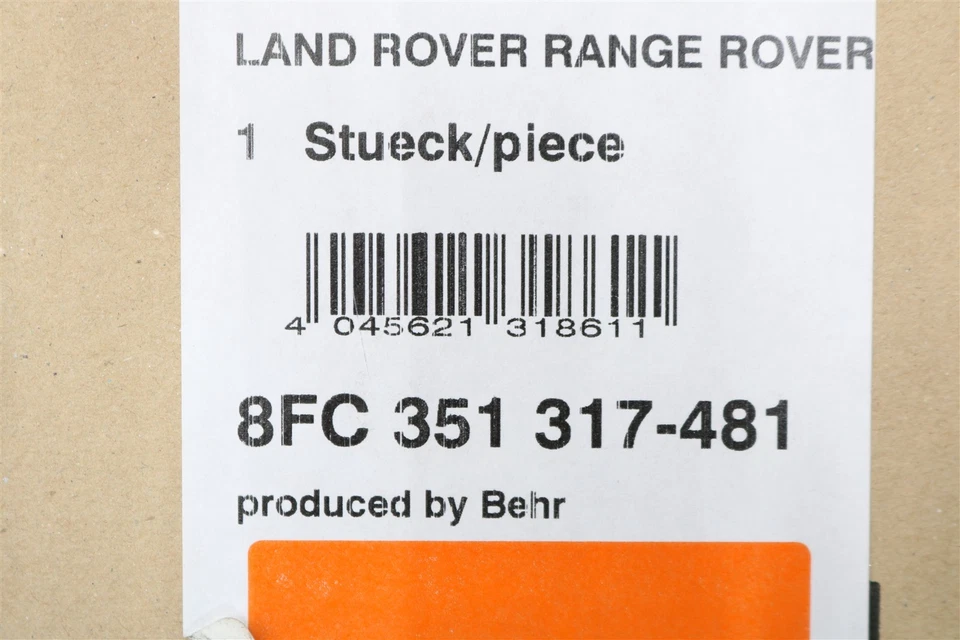 LAND ROVER RANGE ROVER
1 Stueck/piece
4 045621 318611
8FC 351 317-481
produced by Behr